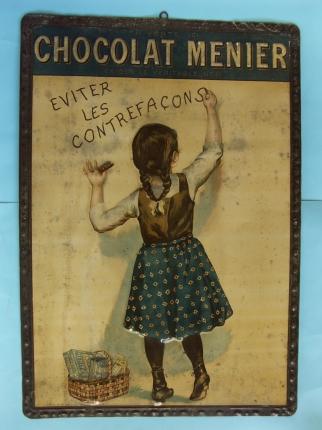 CHOCOLAT MENIER
EVITER
LES
CONTREFAÇONS